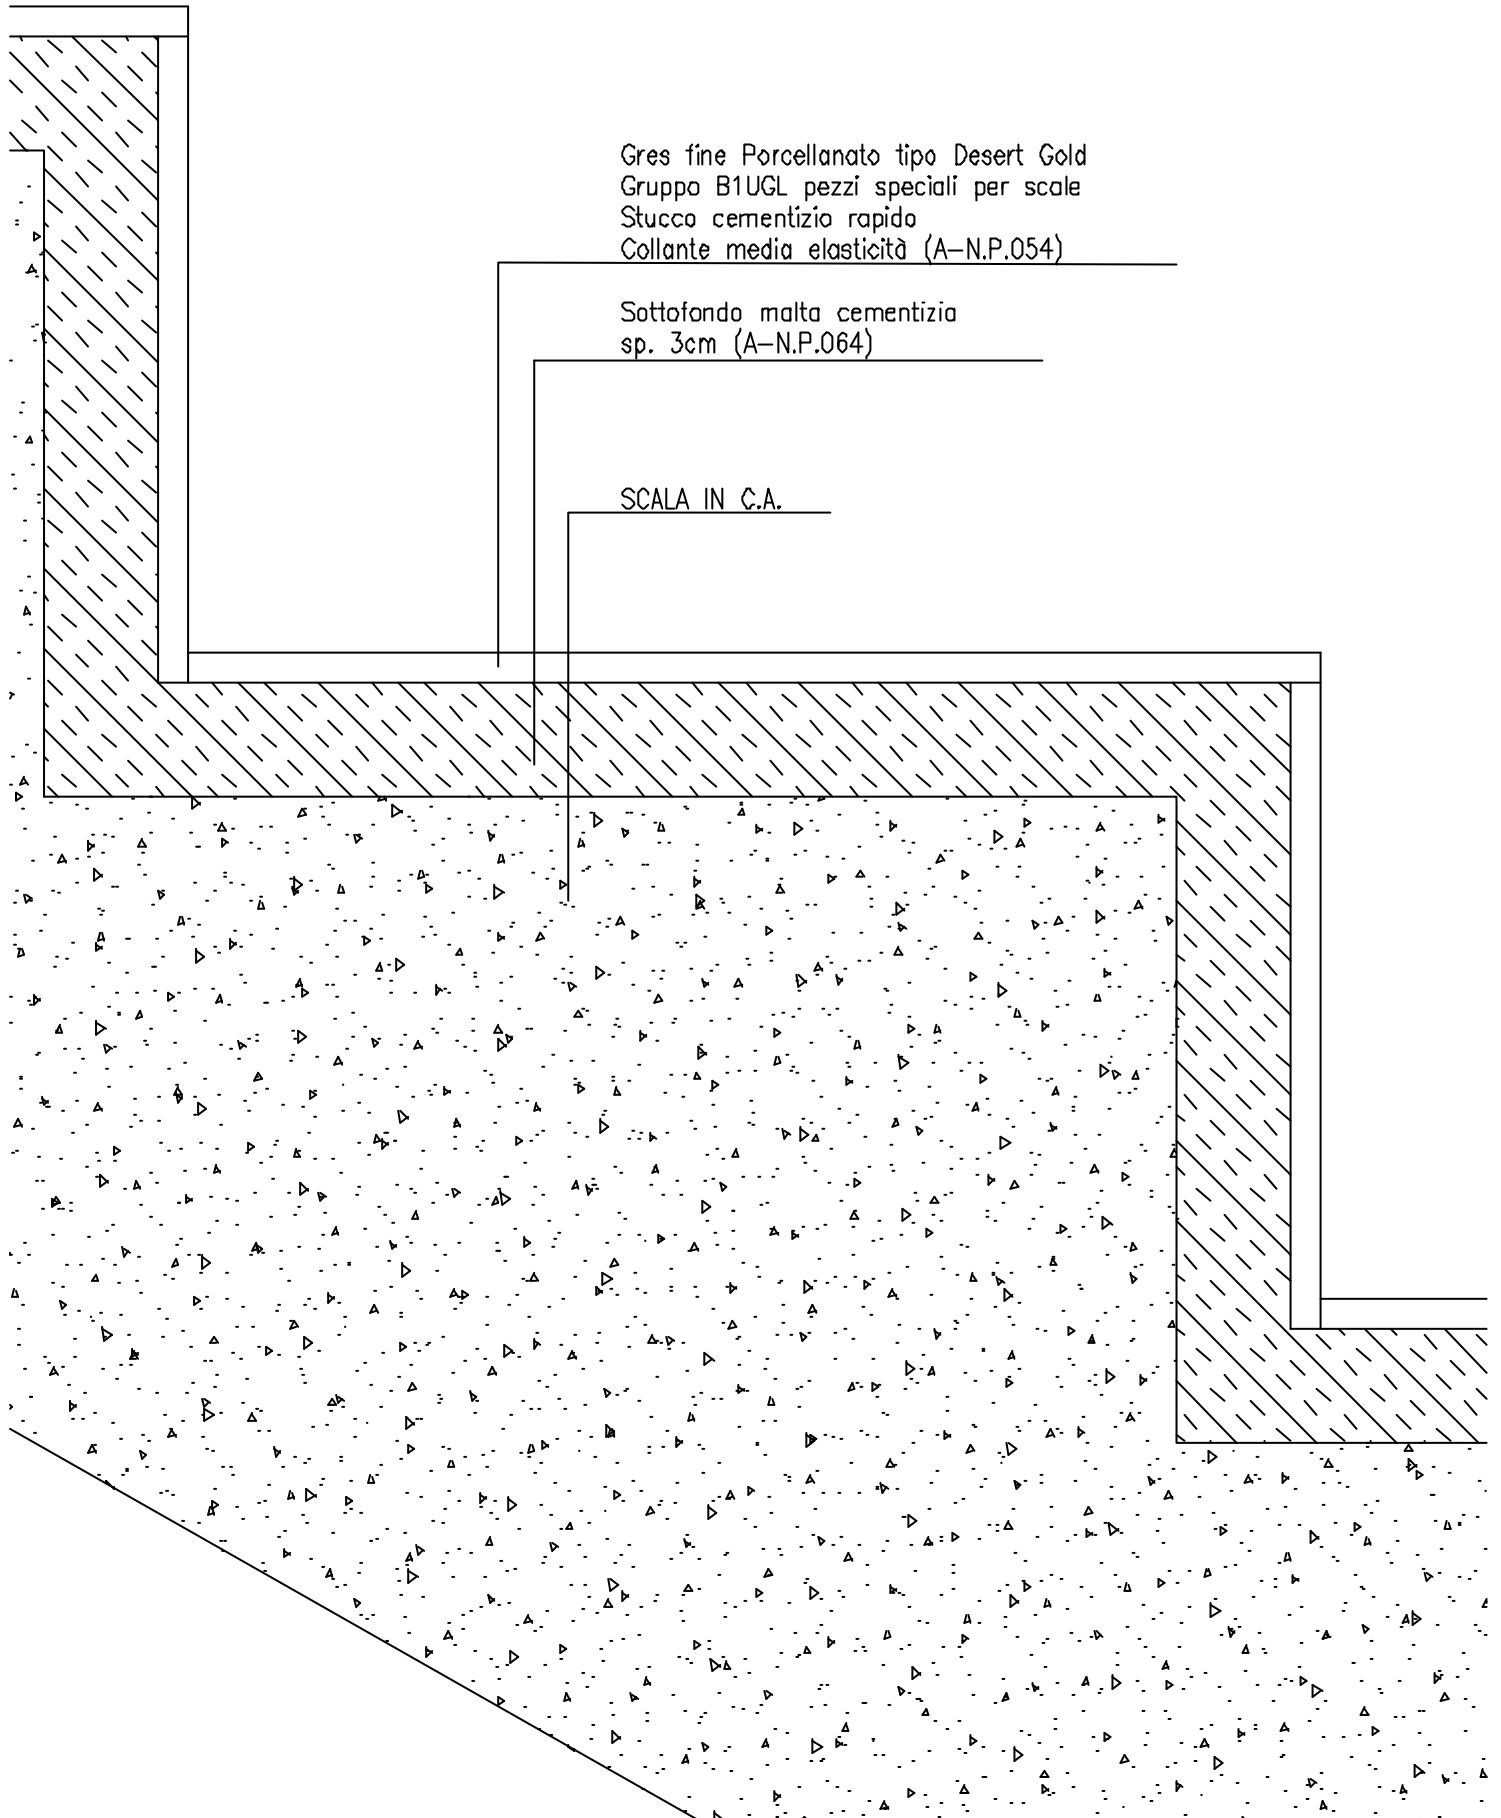 Gres fine Porcellanato tipo Desert Gold
Gruppo B1UGL pezzi speciali per scale
Stucco cementizio rapido
Collante media elasticità (A-N.P.054)
Sottofondo malta cementizia
sp. 3cm (A-N.P.064)
SCALA IN C.A.